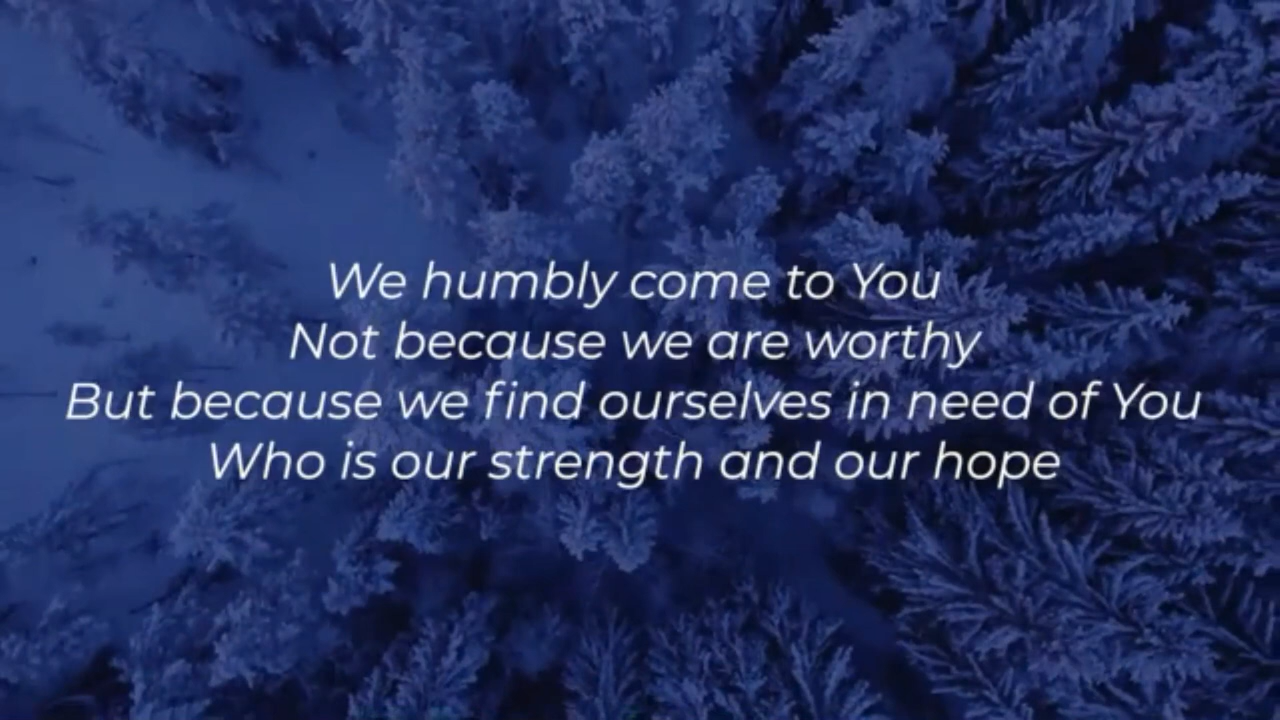 We humbly come to You
Not because we are worthy
But because we find ourselves in need of You
Who is our strength and our hope